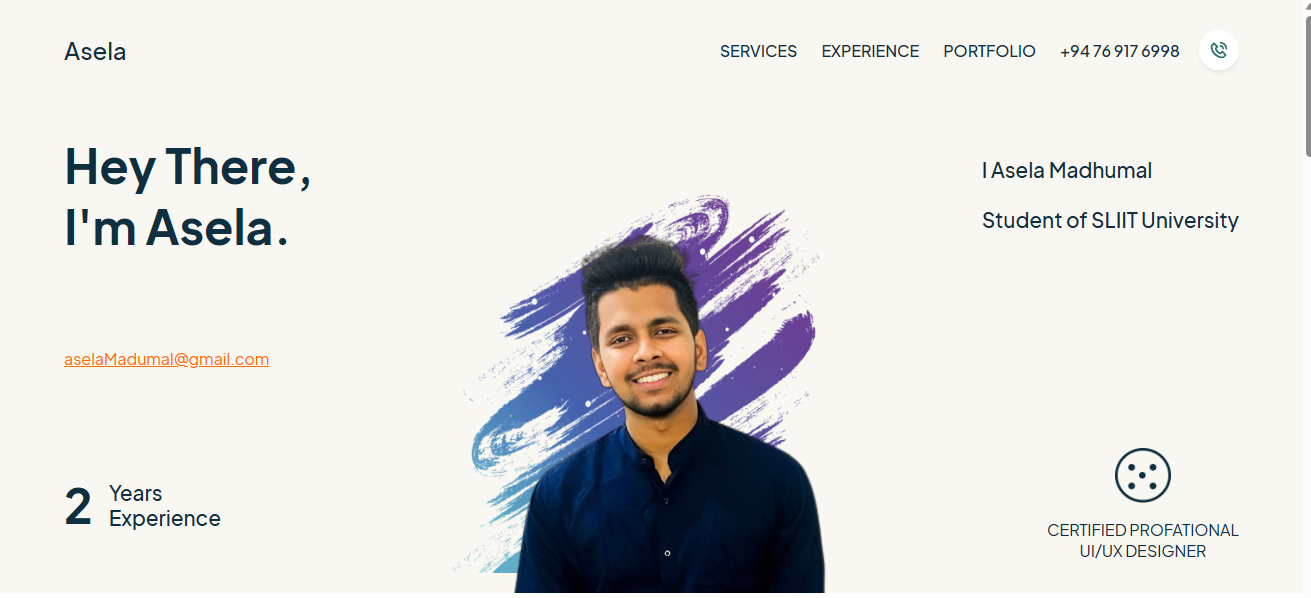 Asela
SERVICES
EXPERIENCE
PORTFOLIO
+94 76 917 6998
Hey There,
I'm Asela.
I Asela Madhumal
Student of SLIIT University
aselaMadumal@gmail.com
2
Years
Experience
CERTIFIED PROFATIONAL
UI/UX DESIGNER